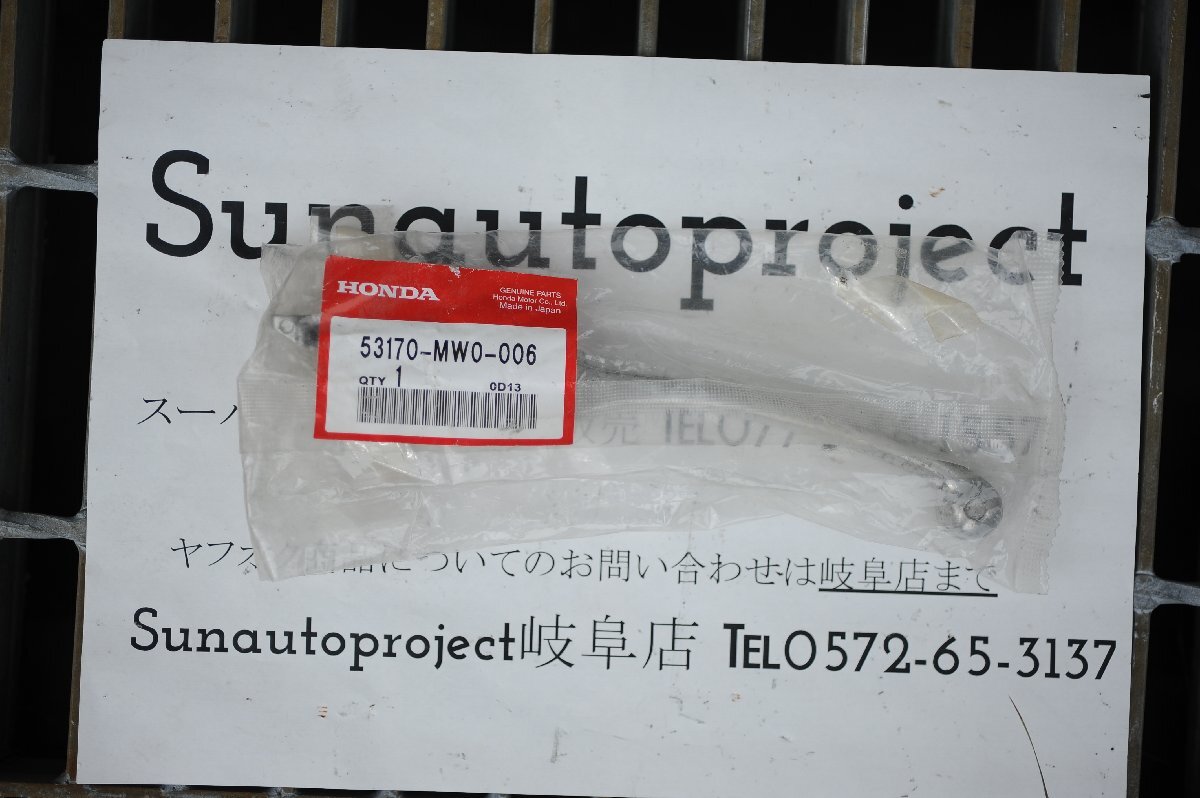 Sunautoproject
HONDA
GENUINE PARTS
Honda Motor Co., Ltd.
Made in Japan
53170-MW0-006
QTY 1 0D13
スーパ 販売 TEL077
ヤフオク商品についてのお問い合わせは岐阜店まで
Sunautoproject岐阜店 TEL0572-65-3137